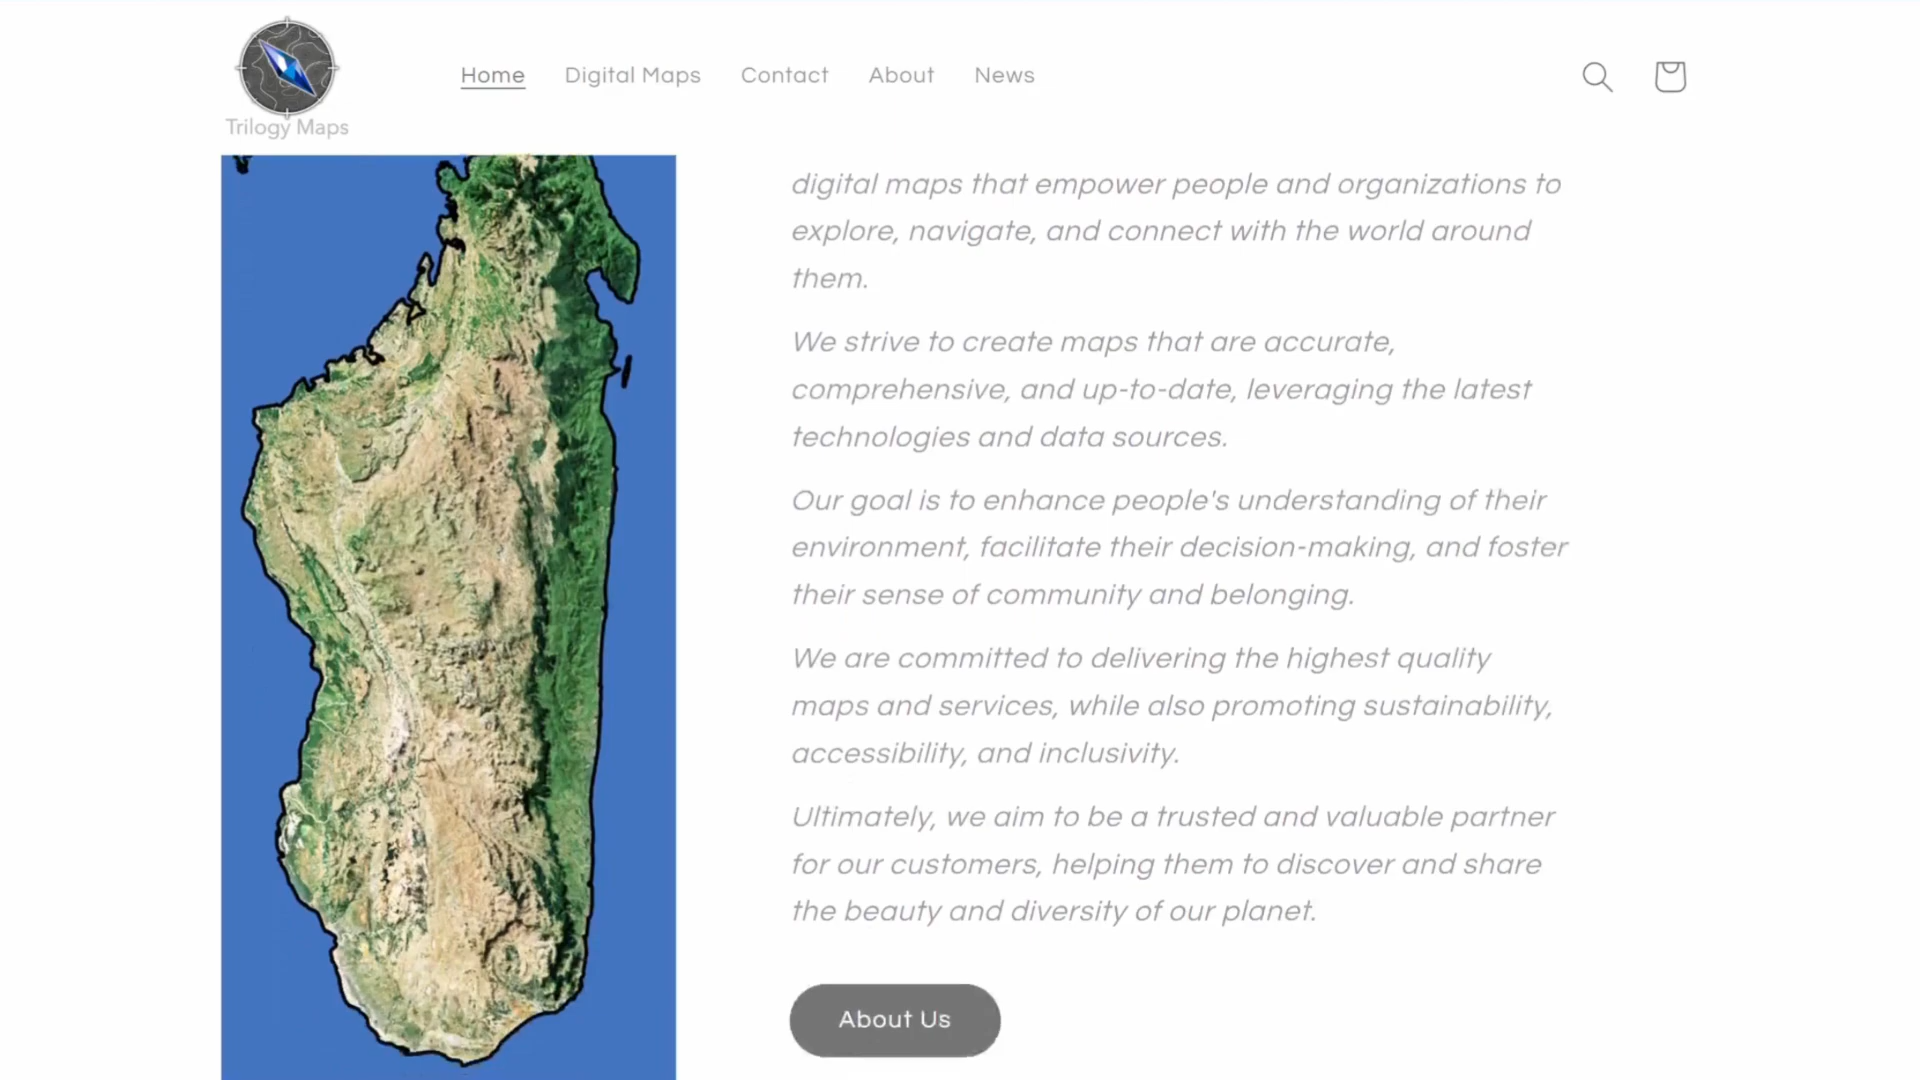 Trilogy Maps
Home
Digital Maps
Contact
About
News
digital maps that empower people and organizations to
explore, navigate, and connect with the world around
them.
We strive to create maps that are accurate,
comprehensive, and up-to-date, leveraging the latest
technologies and data sources.
Our goal is to enhance people's understanding of their
environment, facilitate their decision-making, and foster
their sense of community and belonging.
We are committed to delivering the highest quality
maps and services, while also promoting sustainability,
accessibility, and inclusivity.
Ultimately, we aim to be a trusted and valuable partner
for our customers, helping them to discover and share
the beauty and diversity of our planet.
About Us